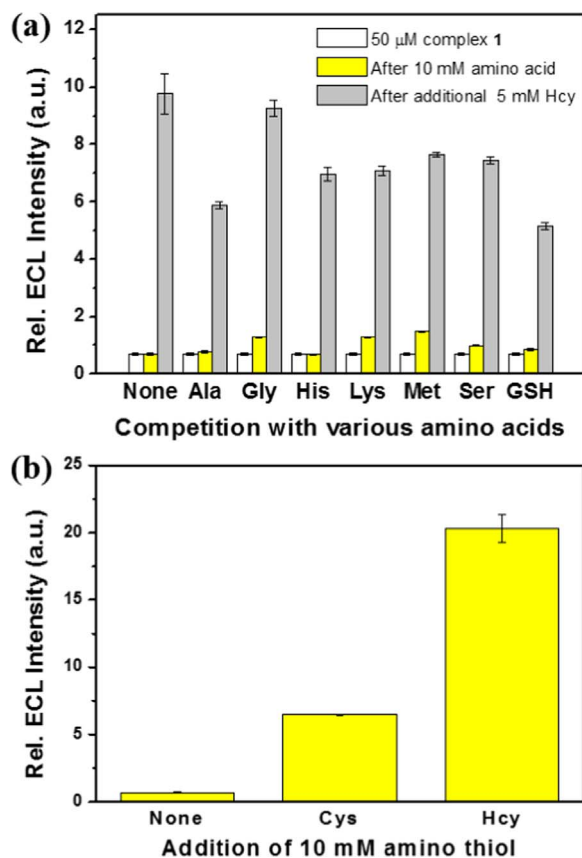 (a)
12
10
8
6
4
2
0
Rel. ECL Intensity (a.u.)
50 μM complex 1
After 10 mM amino acid
After additional 5 mM Hcy
None Ala Gly His Lys Met Ser GSH
Competition with various amino acids
(b)
25
20
15
10
5
0
Rel. ECL Intensity (a.u.)
None Cys Hcy
Addition of 10 mM amino thiol